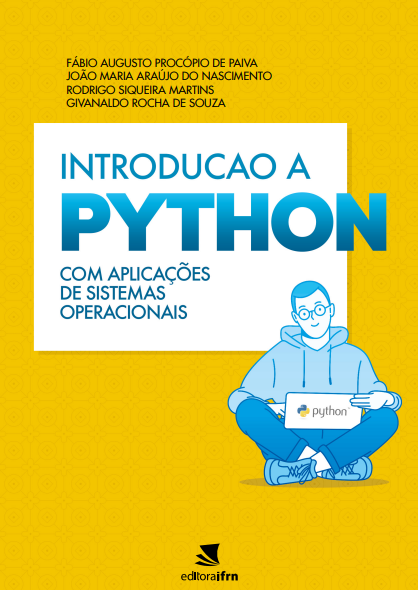 FÁBIO AUGUSTO PROCÓPIO DE PAIVA
JOÃO MARIA ARAÚJO DO NASCIMENTO
RODRIGO SIQUEIRA MARTINS
GIVANALDO ROCHA DE SOUZA
INTRODUCAO A
PYTHON
COM APLICAÇÕES
DE SISTEMAS
OPERACIONAIS
python
editoraifrn